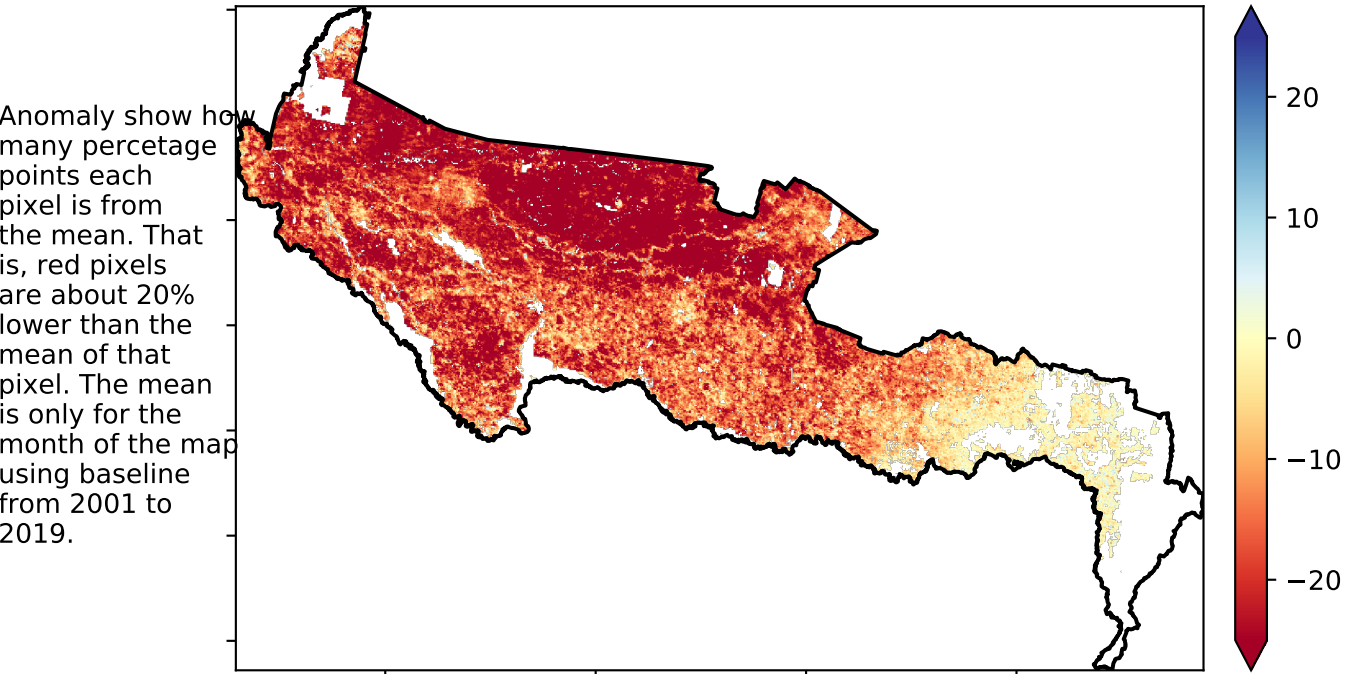 Anomaly show how
many percetage
points each
pixel is from
the mean. That
is, red pixels
are about 20%
lower than the
mean of that
pixel. The mean
is only for the
month of the map
using baseline
from 2001 to
2019.
20
10
0
−10
−20